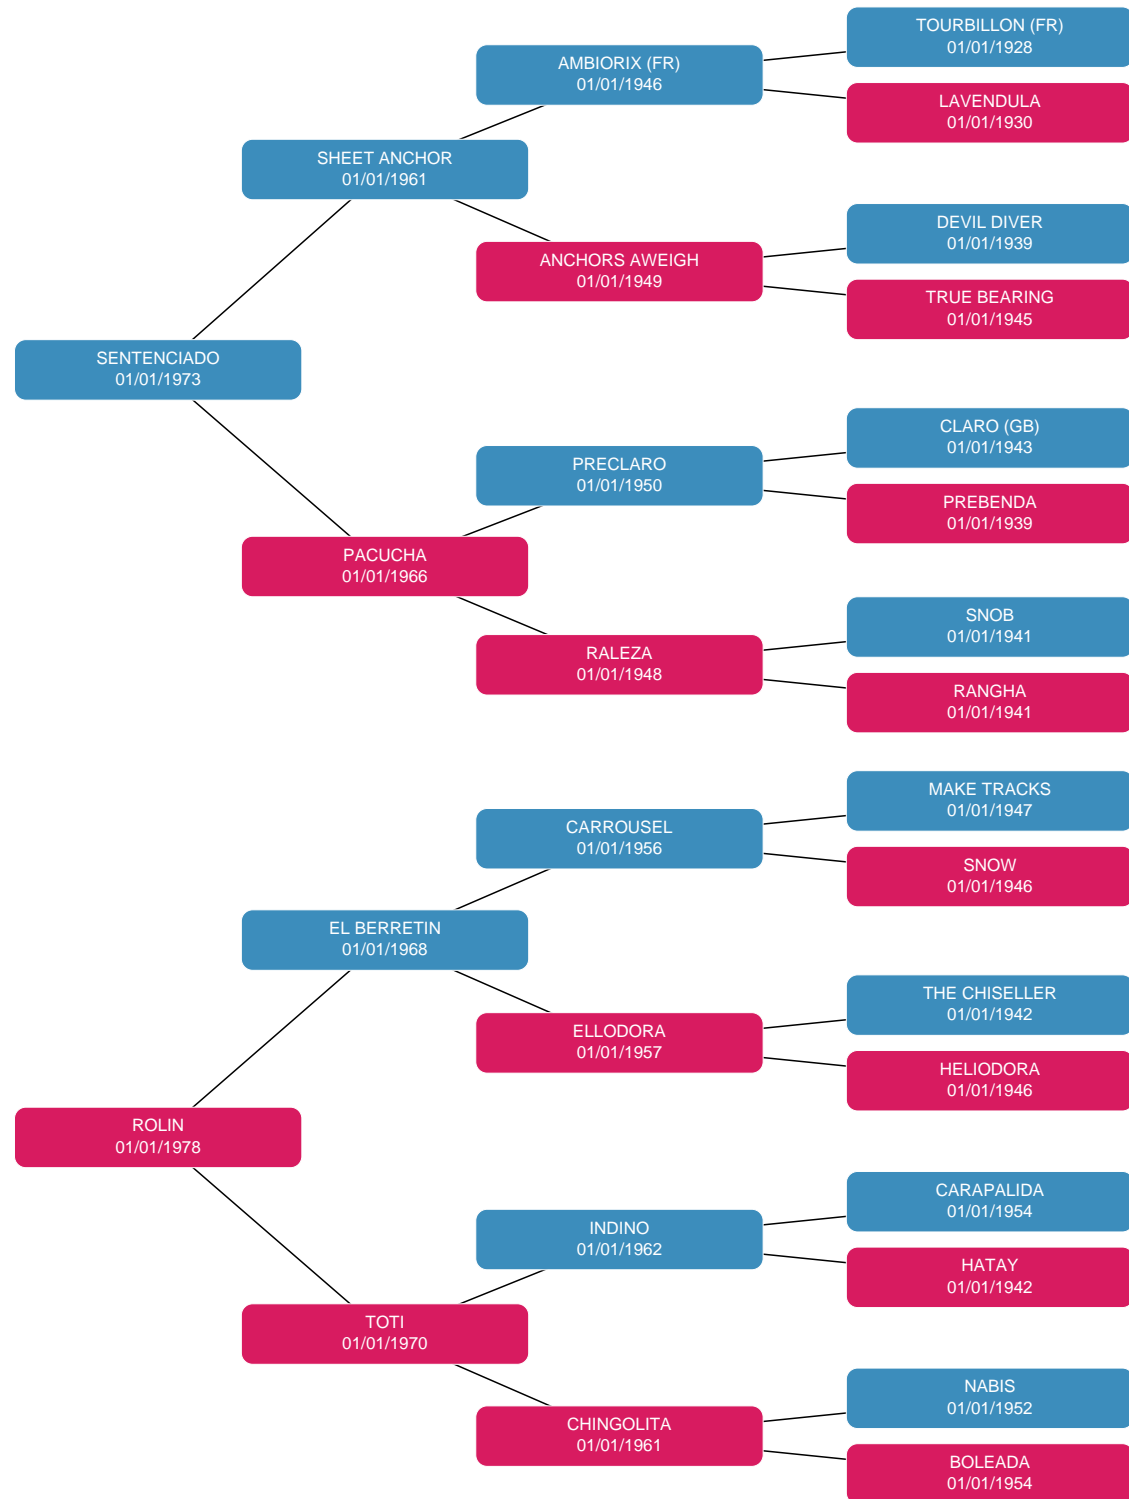 TOURBILLON (FR)
01/01/1928
AMBIORIX (FR)
01/01/1946
LAVENDULA
01/01/1930
SHEET ANCHOR
01/01/1961
DEVIL DIVER
01/01/1939
ANCHORS AWEIGH
01/01/1949
TRUE BEARING
01/01/1945
SENTENCIADO
01/01/1973
CLARO (GB)
01/01/1943
PRECLARO
01/01/1950
PREBENDA
01/01/1939
PACUCHA
01/01/1966
SNOB
01/01/1941
RALEZA
01/01/1948
RANGHA
01/01/1941
MAKE TRACKS
01/01/1947
CARROUSEL
01/01/1956
SNOW
01/01/1946
EL BERRETIN
01/01/1968
THE CHISELLER
01/01/1942
ELLODORA
01/01/1957
HELIODORA
01/01/1946
ROLIN
01/01/1978
CARAPALIDA
01/01/1954
INDINO
01/01/1962
HATAY
01/01/1942
TOTI
01/01/1970
NABIS
01/01/1952
CHINGOLITA
01/01/1961
BOLEADA
01/01/1954